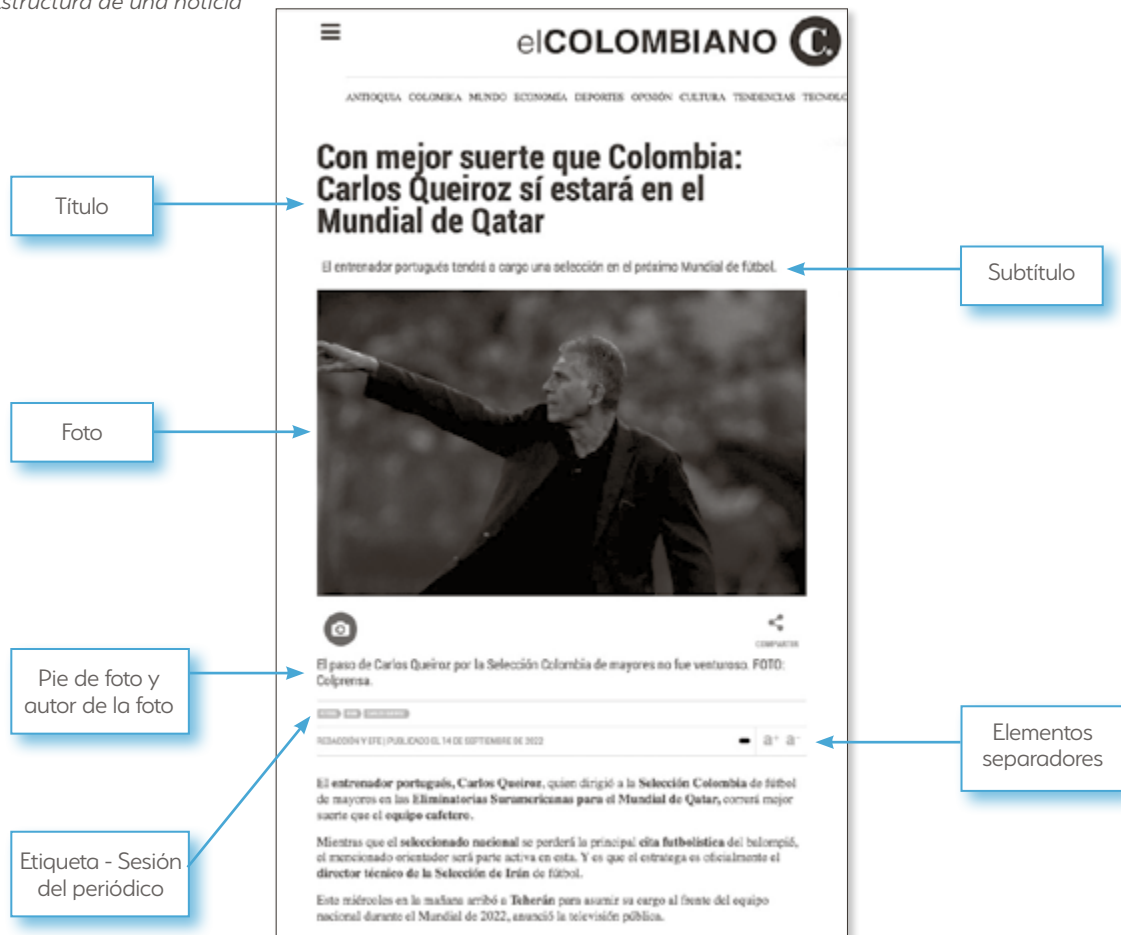 structura de una noticia
elCOLOMBIANO C.
ANTIOQUIA COLOMBIA MUNDO ECONOMÍA DEPORTES OPINIÓN CULTURA TENDENCIAS TECNOLO
Con mejor suerte que Colombia:
Carlos Queiroz sí estará en el
Mundial de Qatar
Título
El entrenador portugués tendrá a cargo una selección en el próximo Mundial de fútbol.
Subtítulo
Foto
COMPARTIR
El paso de Carlos Queiroz por la Selección Colombia de mayores no fue venturoso. FOTO:
Colprensa.
Pie de foto y
autor de la foto
REDACCIÓN Y EFE | PUBLICADO EL 14 DE SEPTIEMBRE DE 2022
a+ a-
Elementos
separadores
El entrenador portugués, Carlos Queiroz, quien dirigió a la Selección Colombia de fútbol
de mayores en las Eliminatorias Suramericanas para el Mundial de Qatar, correrá mejor
suerte que el equipo cafetero.
Mientras que el seleccionado nacional se perderá la principal cita futbolística del balompié,
el mencionado orientador será parte activa en esta. Y es que el estratega es oficialmente el
director técnico de la Selección de Irán de fútbol.
Etiqueta - Sesión
del periódico
Este miércoles en la mañana arribó a Teherán para asumir su cargo al frente del equipo
nacional durante el Mundial de 2022, anunció la televisión pública.